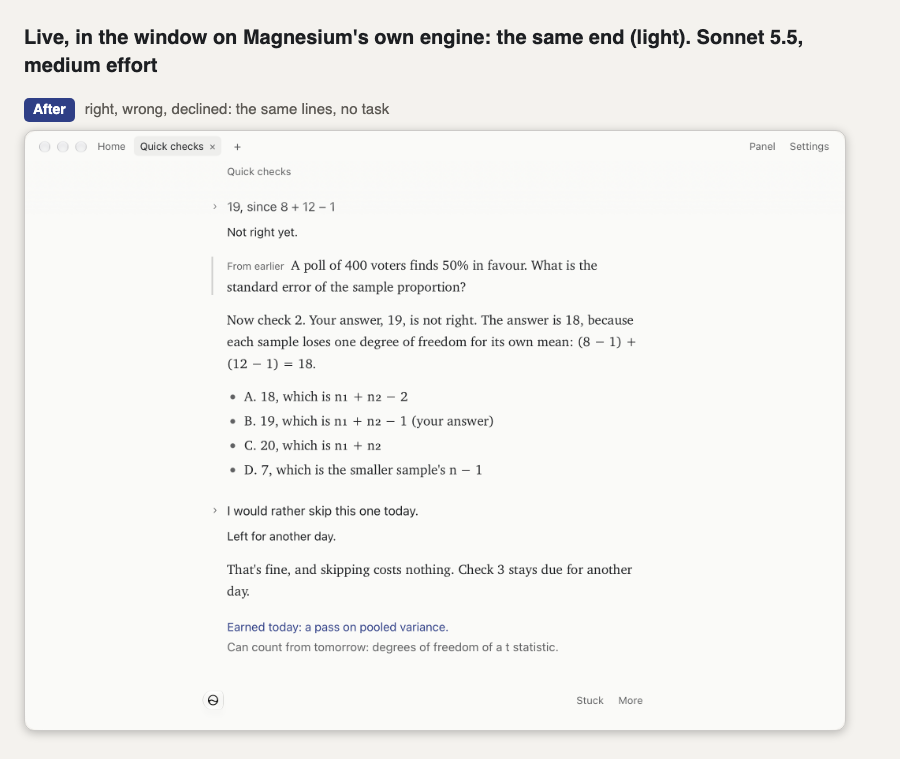 Live, in the window on Magnesium's own engine: the same end (light). Sonnet 5.5,
medium effort
After right, wrong, declined: the same lines, no task
Home Quick checks × + Panel Settings
Quick checks
› 19, since 8 + 12 – 1
Not right yet.
From earlier A poll of 400 voters finds 50% in favour. What is the
standard error of the sample proportion?
Now check 2. Your answer, 19, is not right. The answer is 18, because
each sample loses one degree of freedom for its own mean: (8 − 1) +
(12 − 1) = 18.
• A. 18, which is n₁ + n₂ − 2
• B. 19, which is n₁ + n₂ − 1 (your answer)
• C. 20, which is n₁ + n₂
• D. 7, which is the smaller sample's n − 1
› I would rather skip this one today.
Left for another day.
That's fine, and skipping costs nothing. Check 3 stays due for another
day.
Earned today: a pass on pooled variance.
Can count from tomorrow: degrees of freedom of a t statistic.
Stuck More